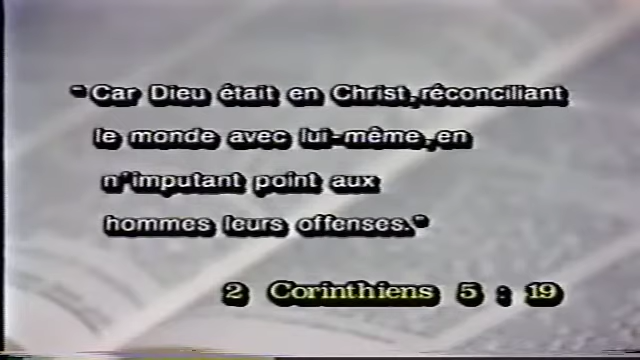 "Car Dieu était en Christ, réconciliant
le monde avec lui-même, en
n'imputant point aux
hommes leurs offenses."
2 Corinthiens 5 : 19